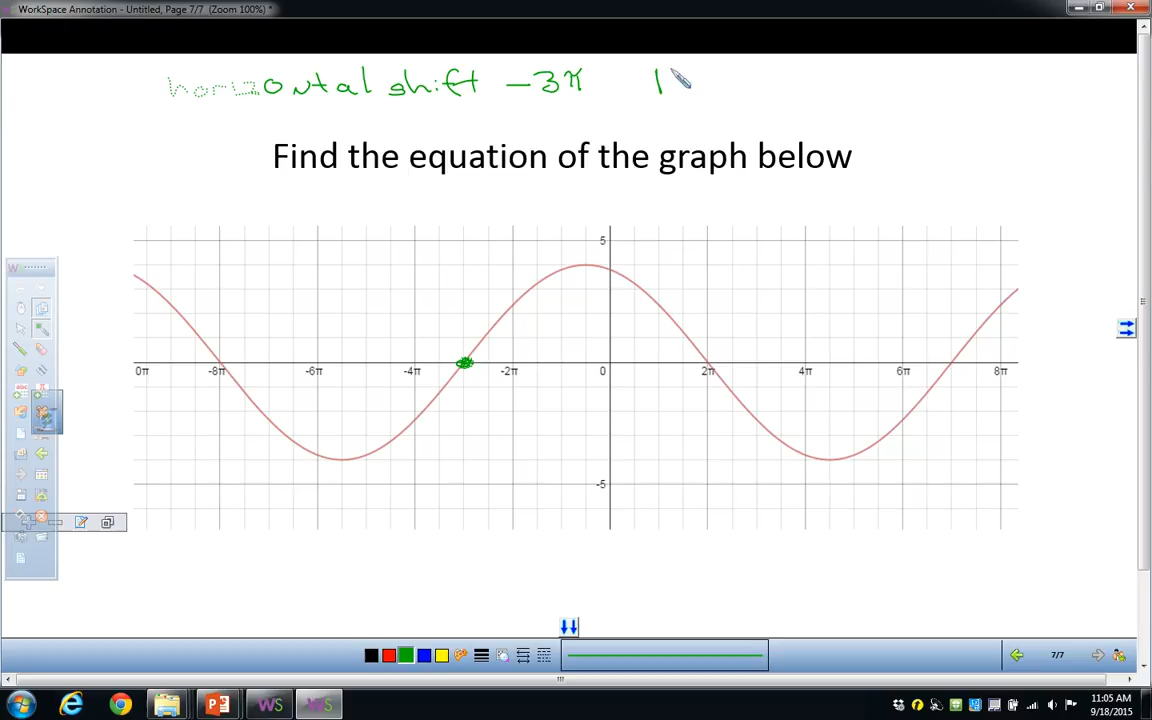 WorkSpace Annotation - Untitled, Page 7/7 (Zoom 100%) *
horizontal shift -3π
Find the equation of the graph below
5
0π -8π -6π -4π -2π 0 2π 4π 6π 8π
-5
7/7
WS WS
11:05 AM
9/18/2015